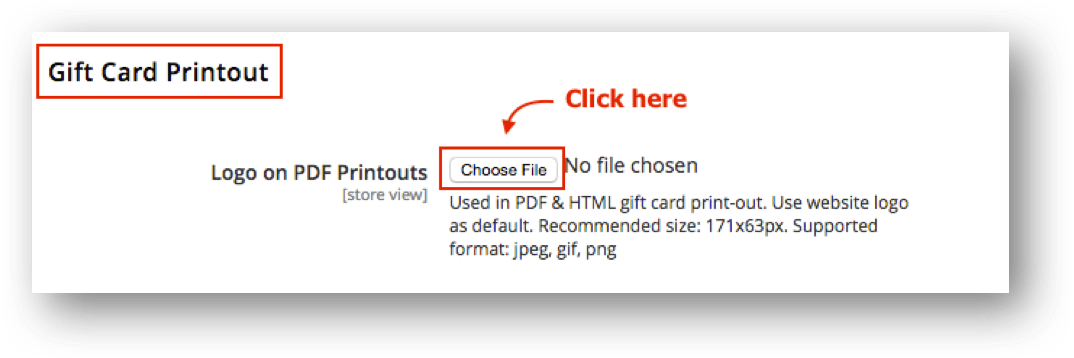 Gift Card Printout
Click here
Logo on PDF Printouts
[store view]
Choose File No file chosen
Used in PDF & HTML gift card print-out. Use website logo
as default. Recommended size: 171x63px. Supported
format: jpeg, gif, png